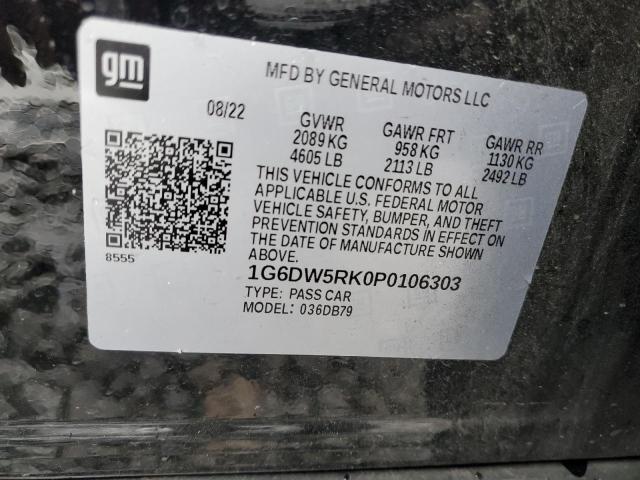 gm
MFD BY GENERAL MOTORS LLC
08/22
GVWR GAWR FRT GAWR RR
2089 KG 958 KG 1130 KG
4605 LB 2113 LB 2492 LB
THIS VEHICLE CONFORMS TO ALL
APPLICABLE U.S. FEDERAL MOTOR
VEHICLE SAFETY, BUMPER, AND THEFT
PREVENTION STANDARDS IN EFFECT ON
THE DATE OF MANUFACTURE SHOWN
ABOVE.
8555
1G6DW5RK0P0106303
TYPE: PASS CAR
MODEL: 036DB79